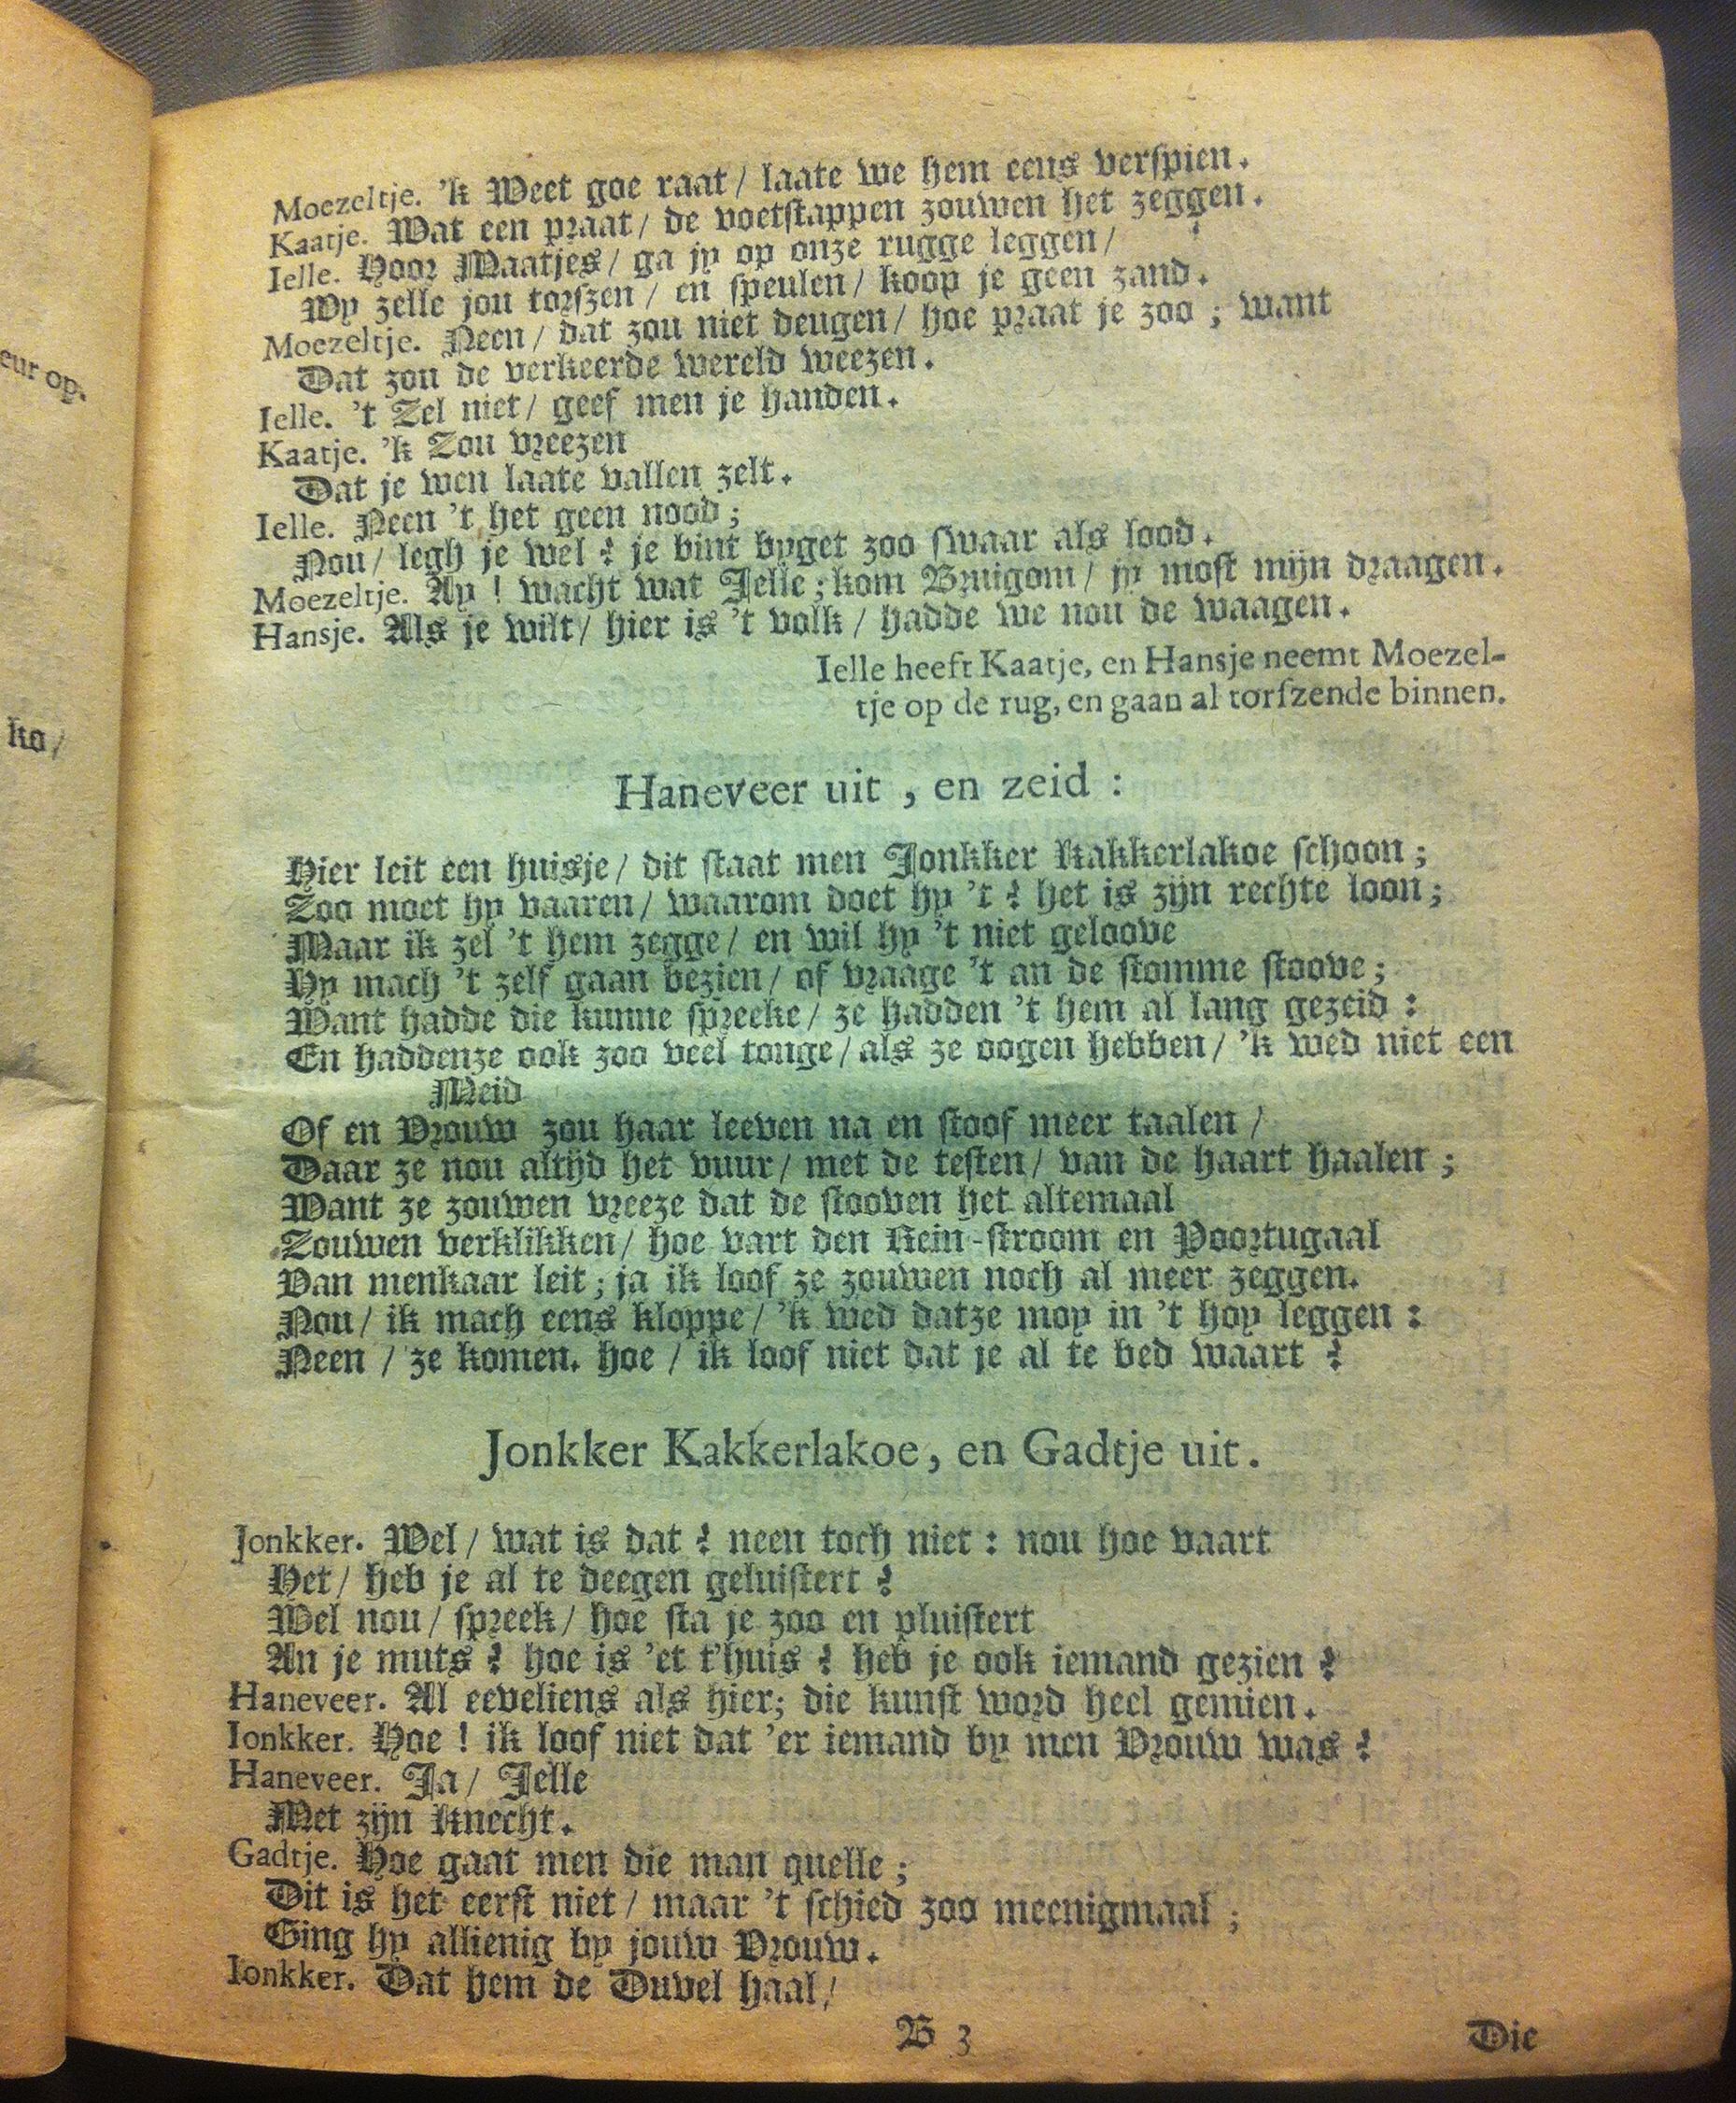 Moezeltje. 'k Weet goe raat / laate we hem eens verspien.
Kaatje. Wat een praat / de voetstappen zouwen het zeggen.
Ielle. Hoor Maatjes / ga jy op onze rugge leggen /
Wy zelle jou torszen / en speulen / koop je geen zand.
Moezeltje. Neen / dat zou niet deugen / hoe praat je zoo ; want
Dat zou de verkeerde wereld weezen.
Ielle. 't Zel niet / geef men je handen.
Kaatje. 'k Zou vreezen
Dat je men laate vallen zelt.
Ielle. Neen 't het geen nood ;
Nou / legh je wel ? je bint byget zoo swaar als lood.
Moezeltje. Ay ! wacht wat Jelle ; kom Bruigom / jy most mijn draagen.
Hansje. Als je wilt / hier is 't volk / hadde we nou de waagen.
Ielle heeft Kaatje, en Hansje neemt Moezel-
tje op de rug, en gaan al torszende binnen.
Haneveer uit , en zeid :
Hier leit een huisje / dit staat men Jonkker Kakkerlakoe schoon ;
Zoo moet hy vaaren / waarom doet hy 't ? het is zijn rechte loon ;
Maar ik zel 't hem zegge / en wil hy 't niet geloove
Hy mach 't zelf gaan bezien / of vraage 't an de stomme stoove ;
Want hadde die kunne spreeke / ze hadden 't hem al lang gezeid :
En haddenze ook zoo veel tonge / als ze oogen hebben / 'k wed niet een
Meid
Of en Vrouw zou haar leeven na en stoof meer taalen /
Daar ze nou altijd het vuur / met de testen / van de haart haalen ;
Want ze zouwen vreeze dat de stooven het altemaal
Zouwen verklikken / hoe vart den Rein-stroom en Poortugaal
Van menkaar leit ; ja ik loof ze zouwen noch al meer zeggen.
Nou / ik mach eens kloppe / 'k wed datze moy in 't hoy leggen :
Neen / ze komen. hoe / ik loof niet dat je al te bed waart ?
Jonkker Kakkerlakoe, en Gadtje uit.
Jonkker. Wel / wat is dat ? neen toch niet : nou hoe vaart
Het / heb je al te deegen geluistert ?
Wel nou / spreek / hoe sta je zoo en pluistert
An je muts ? hoe is 'et t'huis ? heb je ook iemand gezien ?
Haneveer. Al eeveliens als hier; die kunst word heel gemien.
Ionkker. Hoe ! ik loof niet dat 'er iemand by men Vrouw was ?
Haneveer. Ja / Jelle
Met zijn Knecht.
Gadtje. Hoe gaat men die man quelle ;
Dit is het eerst niet / maar 't schied zoo meenigmaal ;
Ging hy allienig by jouw Vrouw.
Ionkker. Dat hem de Duvel haal /
B 3
Die
eur op.
ko /